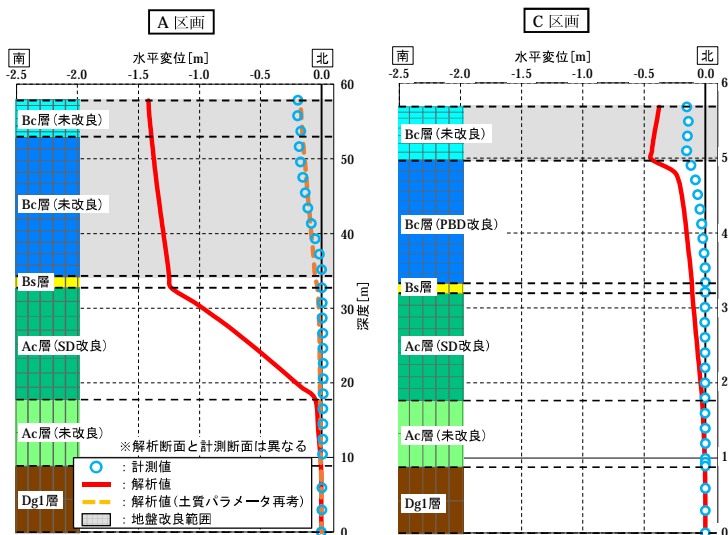 A 区画
南
水平変位[m]
北
-2.5 -2.0 -1.5 -1.0 -0.5 0.0
60
50
40
30
20
10
0
深度[m]
Bc層(未改良)
Bc層(未改良)
Bs層
Ac層(SD改良)
Ac層(未改良)
Dg1層
※解析断面と計測断面は異なる
:計測値
:解析値
:解析値(土質パラメータ再考)
:地盤改良範囲
C 区画
南
水平変位[m]
北
-2.5 -2.0 -1.5 -1.0 -0.5 0.0
6
5
4
3
2
1
0
Bc層(未改良)
Bc層(PBD改良)
Bs層
Ac層(SD改良)
Ac層(未改良)
Dg1層